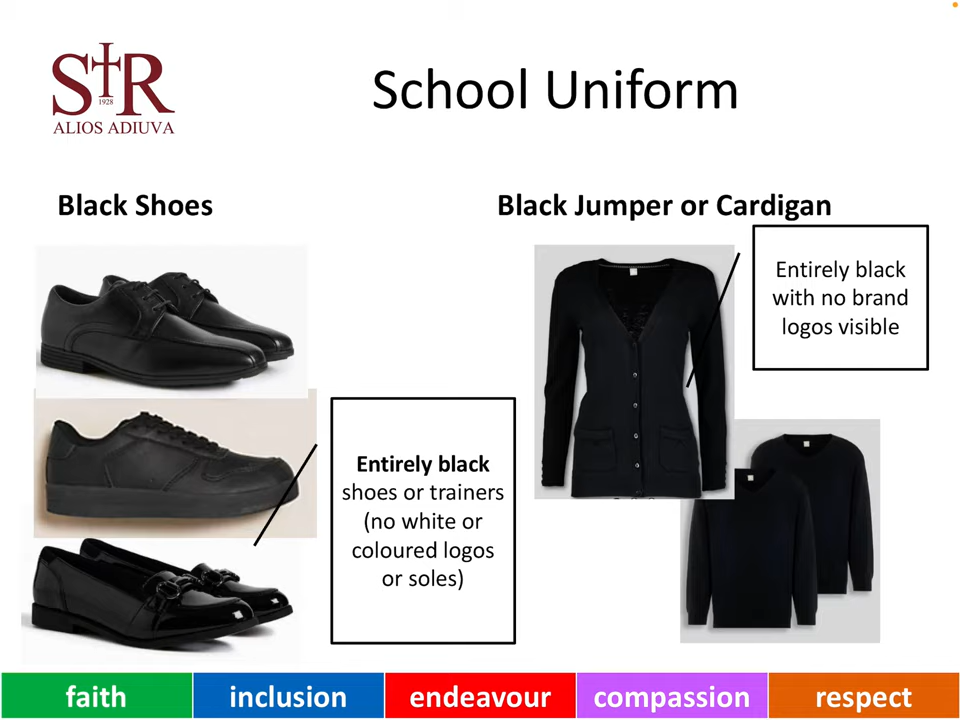 STR
1928
ALIOS ADIUVA
School Uniform
Black Shoes
Black Jumper or Cardigan
Entirely black
with no brand
logos visible
Entirely black
shoes or trainers
(no white or
coloured logos
or soles)
faith
inclusion
endeavour
compassion
respect